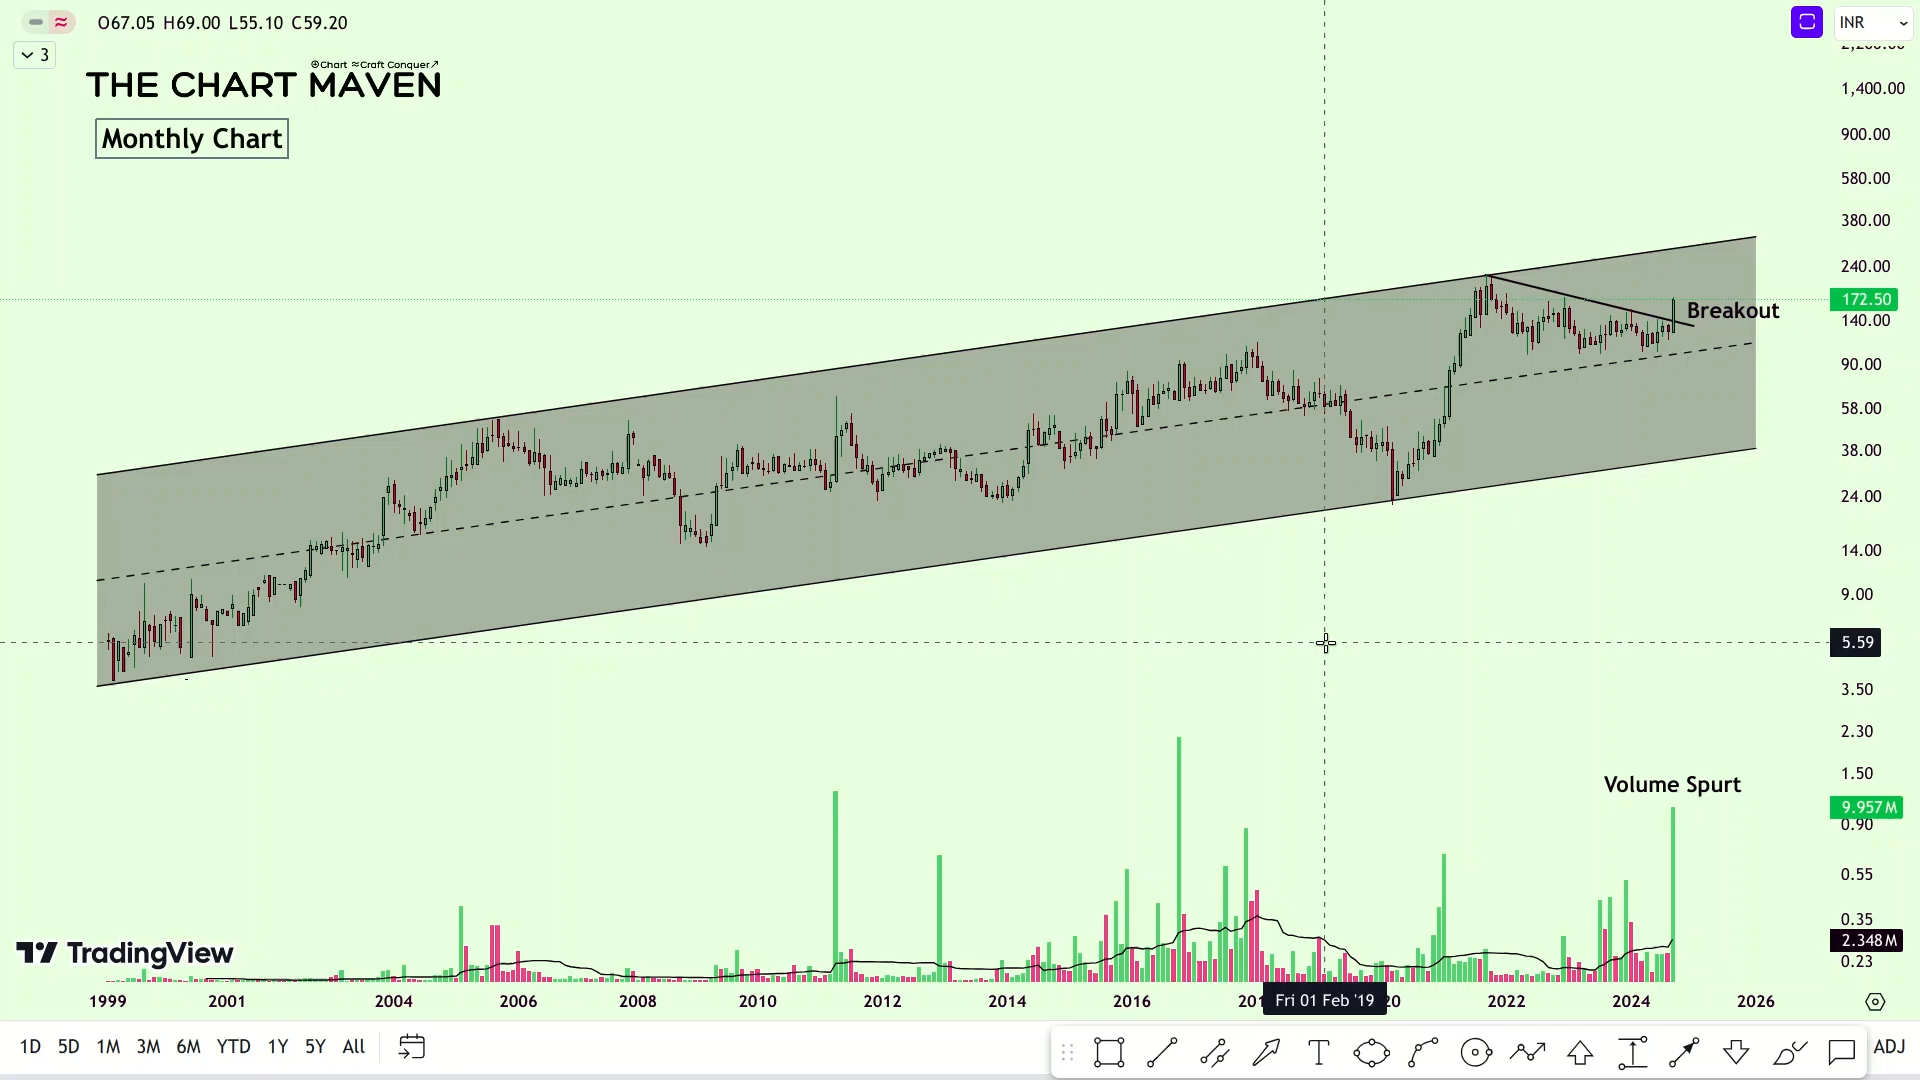 O67.05 H69.00 L55.10 C59.20
INR
3
©Chart ≈Craft Conquer↗
THE CHART MAVEN
Monthly Chart
1,400.00
900.00
580.00
380.00
240.00
172.50
Breakout
140.00
90.00
58.00
38.00
24.00
14.00
9.00
5.59
3.50
2.30
1.50
Volume Spurt
9.957 M
0.90
0.55
0.35
TradingView
2.348 M
0.23
1999 2001 2004 2006 2008 2010 2012 2014 2016 Fri 01 Feb '19 2022 2024 2026
1D 5D 1M 3M 6M YTD 1Y 5Y All
T
ADJ